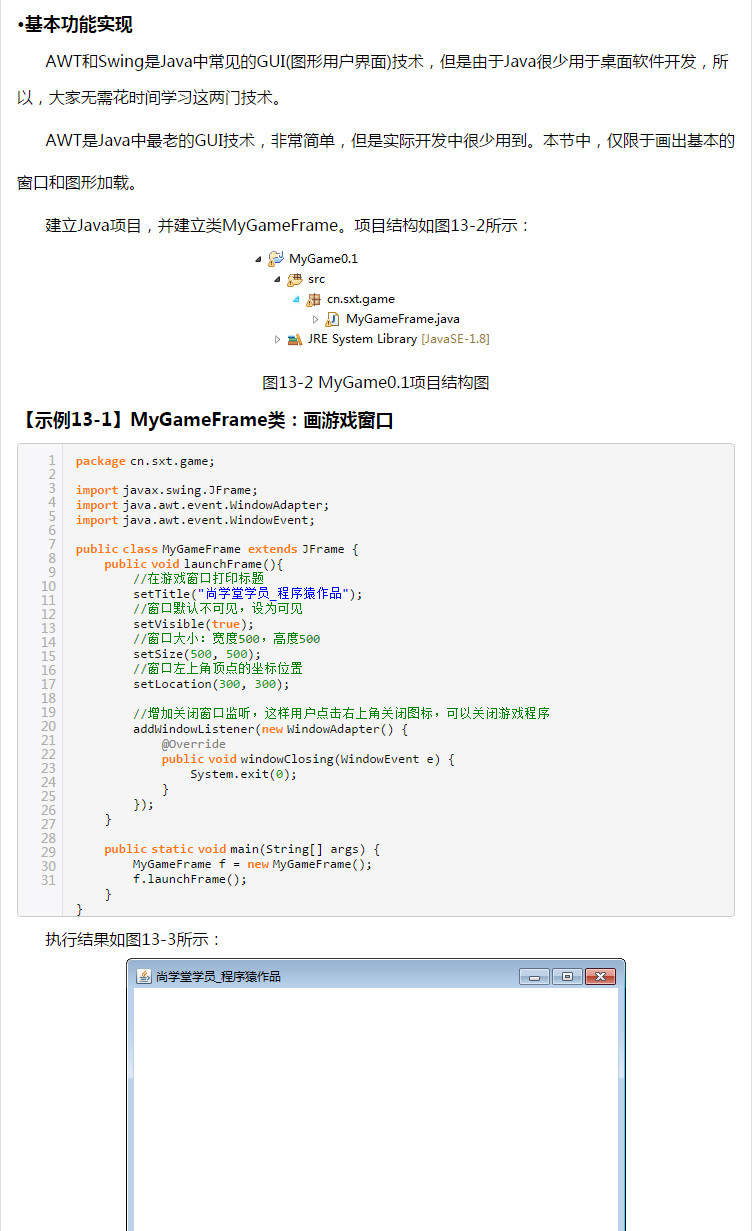 •基本功能实现
AWT和Swing是Java中常见的GUI(图形用户界面)技术，但是由于Java很少用于桌面软件开发，所
以，大家无需花时间学习这两门技术。
AWT是Java中最老的GUI技术，非常简单，但是实际开发中很少用到。本节中，仅限于画出基本的
窗口和图形加载。
建立Java项目，并建立类MyGameFrame。项目结构如图13-2所示：
MyGame0.1
src
cn.sxt.game
MyGameFrame.java
JRE System Library [JavaSE-1.8]
图13-2 MyGame0.1项目结构图
【示例13-1】MyGameFrame类：画游戏窗口
1 package cn.sxt.game;
2
3 import javax.swing.JFrame;
4 import java.awt.event.WindowAdapter;
5 import java.awt.event.WindowEvent;
6
7 public class MyGameFrame extends JFrame {
8 public void launchFrame(){
9 //在游戏窗口打印标题
10 setTitle("尚学堂学员_程序猿作品");
11 //窗口默认不可见，设为可见
12 setVisible(true);
13 //窗口大小：宽度500，高度500
14 setSize(500, 500);
15 //窗口左上角顶点的坐标位置
16 setLocation(300, 300);
17
18 //增加关闭窗口监听，这样用户点击右上角关闭图标，可以关闭游戏程序
19 addWindowListener(new WindowAdapter() {
20 @Override
21 public void windowClosing(WindowEvent e) {
22 System.exit(0);
23 }
24 });
25 }
26
27 public static void main(String[] args) {
28 MyGameFrame f = new MyGameFrame();
29 f.launchFrame();
30 }
31 }
执行结果如图13-3所示：
尚学堂学员_程序猿作品